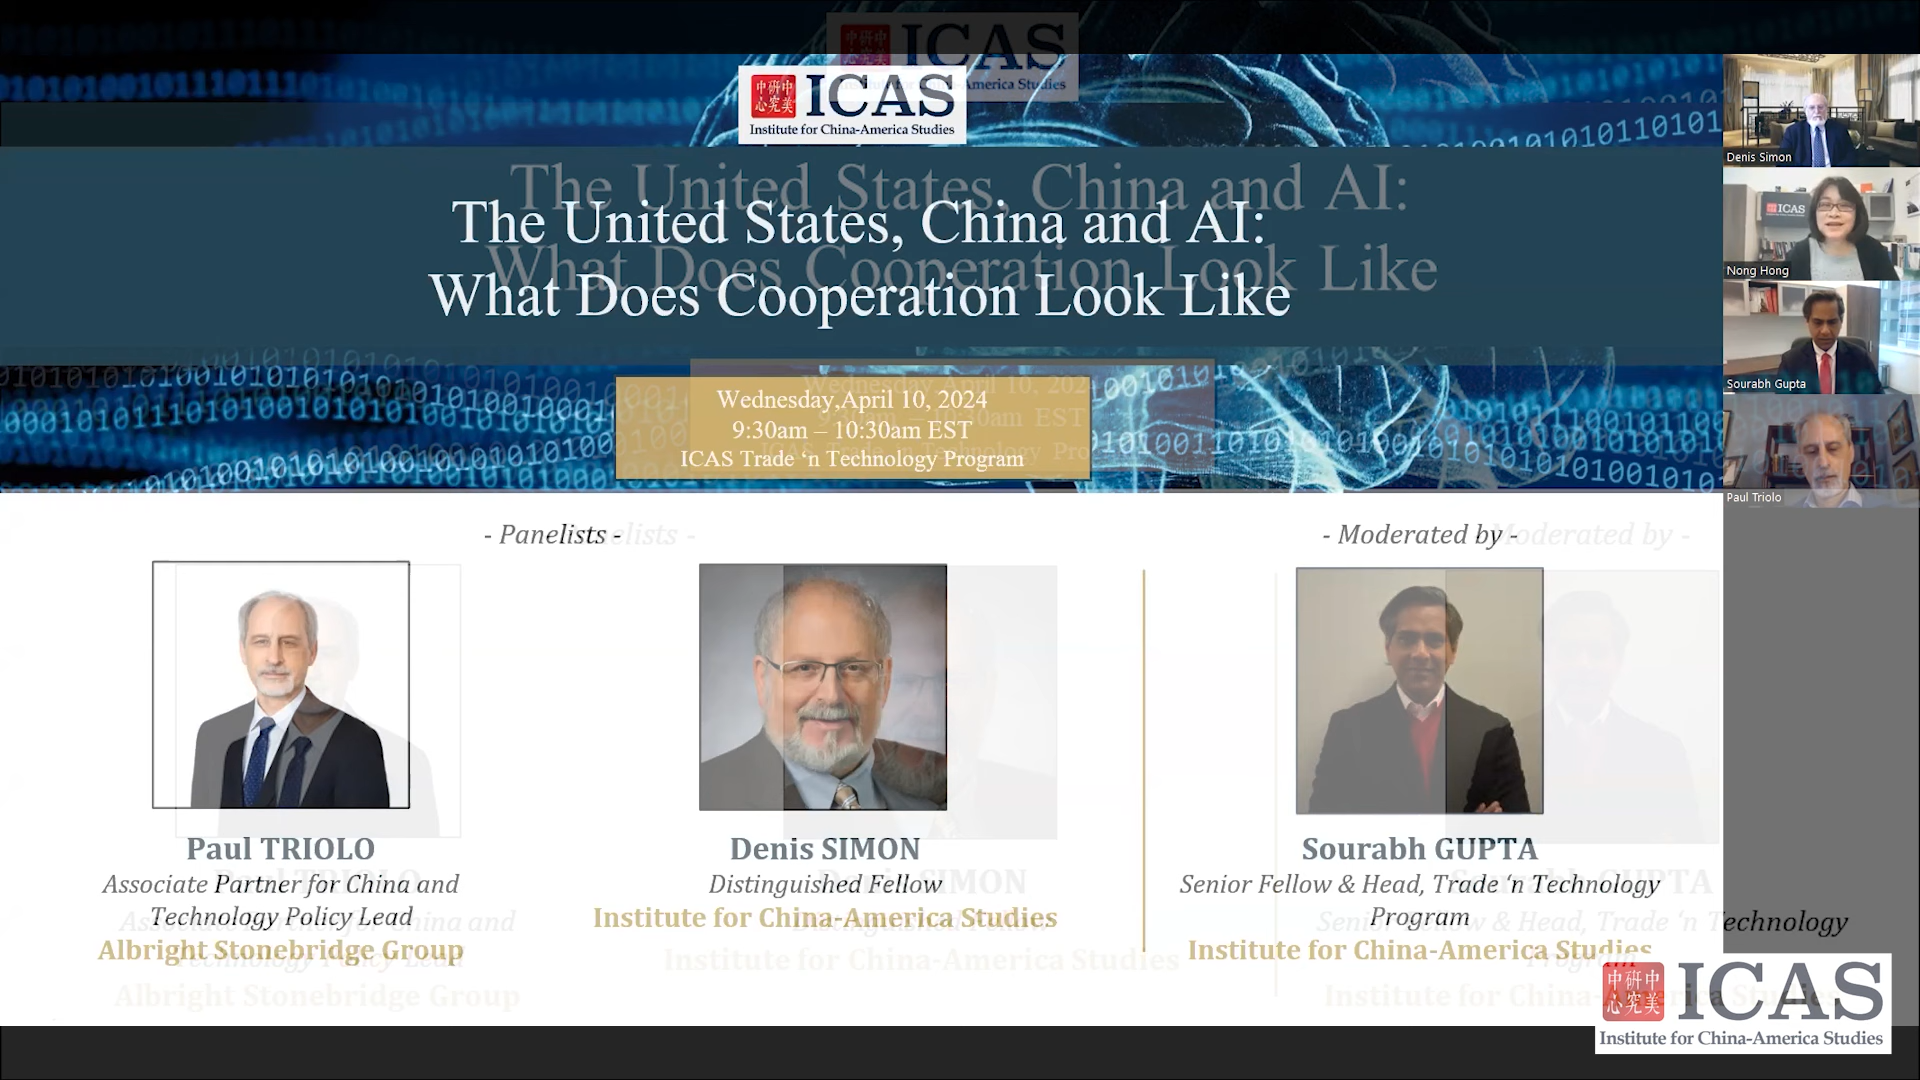 中研中
心究美
ICAS
Institute for China-America Studies
The United States, China and AI:
What Does Cooperation Look Like
Wednesday,April 10, 2024
9:30am – 10:30am EST
ICAS Trade ‘n Technology Program
- Panelists -
- Moderated by -
Paul TRIOLO
Associate Partner for China and
Technology Policy Lead
Albright Stonebridge Group
Denis SIMON
Distinguished Fellow
Institute for China-America Studies
Sourabh GUPTA
Senior Fellow & Head, Trade ‘n Technology
Program
Institute for China-America Studies
Denis Simon
ICAS
Nong Hong
Sourabh Gupta
Paul Triolo
中研中
心究美
ICAS
Institute for China-America Studies